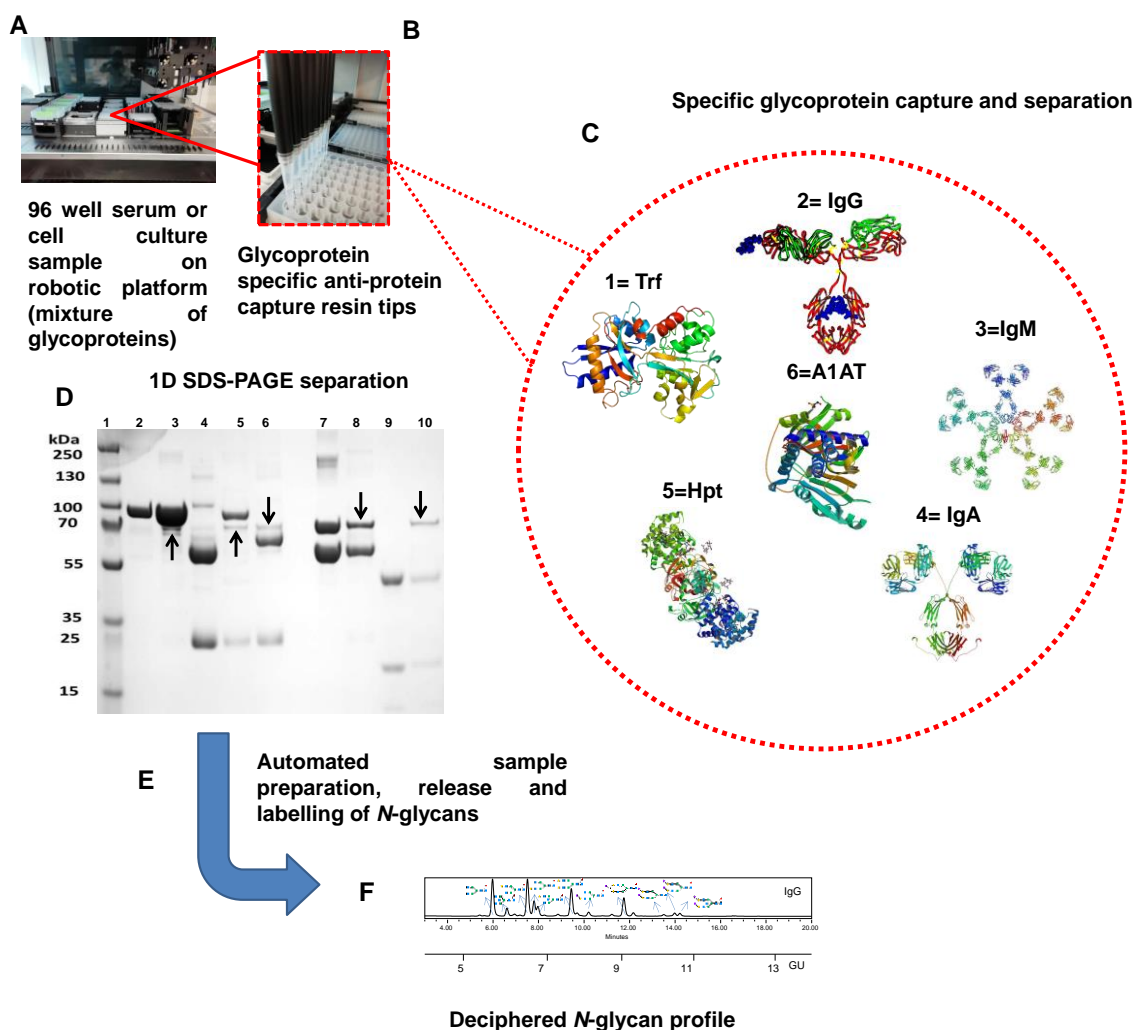 A
B
96 well serum or
cell culture
sample on
robotic platform
(mixture of
glycoproteins)
Glycoprotein
specific anti-protein
capture resin tips
Specific glycoprotein capture and separation
C
2= IgG
1= Trf
3=IgM
6=A1AT
5=Hpt
4= IgA
1D SDS-PAGE separation
D
1 2 3 4 5 6 7 8 9 10
kDa
250
130
100
70
55
35
25
15
E
Automated sample
preparation, release and
labelling of N-glycans
F
IgG
4.00 6.00 8.00 10.00 12.00 14.00 16.00 18.00 20.00
Minutes
5 7 9 11 13 GU
Deciphered N-glycan profile